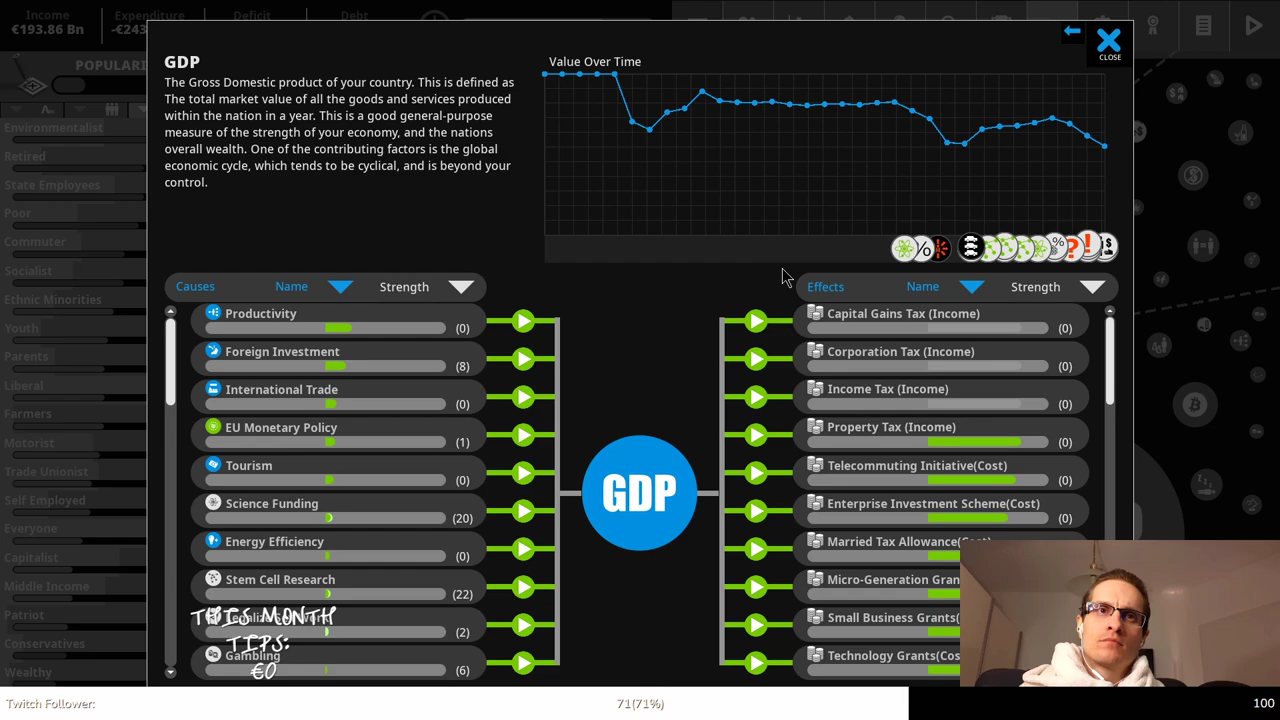 Income
Expenditure
Deficit
Debt
€193.86 Bn
-€243
POPULARI
Environmentalist
Retired
State Employees
Poor
Commuter
Socialist
Ethnic Minorities
Youth
Parents
Liberal
Farmers
Motorist
Trade Unionist
Self Employed
Everyone
Capitalist
Middle Income
Patriot
Conservatives
Wealthy
GDP
The Gross Domestic product of your country. This is defined as
The total market value of all the goods and services produced
within the nation in a year. This is a good general-purpose
measure of the strength of your economy, and the nations
overall wealth. One of the contributing factors is the global
economic cycle, which tends to be cyclical, and is beyond your
control.
Value Over Time
CLOSE
Causes
Name
Strength
Productivity
(0)
Foreign Investment
(8)
International Trade
(0)
EU Monetary Policy
(1)
Tourism
(0)
Science Funding
(20)
Energy Efficiency
(0)
Stem Cell Research
(22)
(2)
Gambling
(6)
THIS MONTH
TIPS:
€0
GDP
Effects
Name
Strength
Capital Gains Tax (Income)
(0)
Corporation Tax (Income)
(0)
Income Tax (Income)
(0)
Property Tax (Income)
(0)
Telecommuting Initiative(Cost)
(0)
Enterprise Investment Scheme(Cost)
(0)
Married Tax Allowance(Cost)
Micro-Generation Gran
Small Business Grants(
Technology Grants(Cos
Twitch Follower:
71(71%)
100